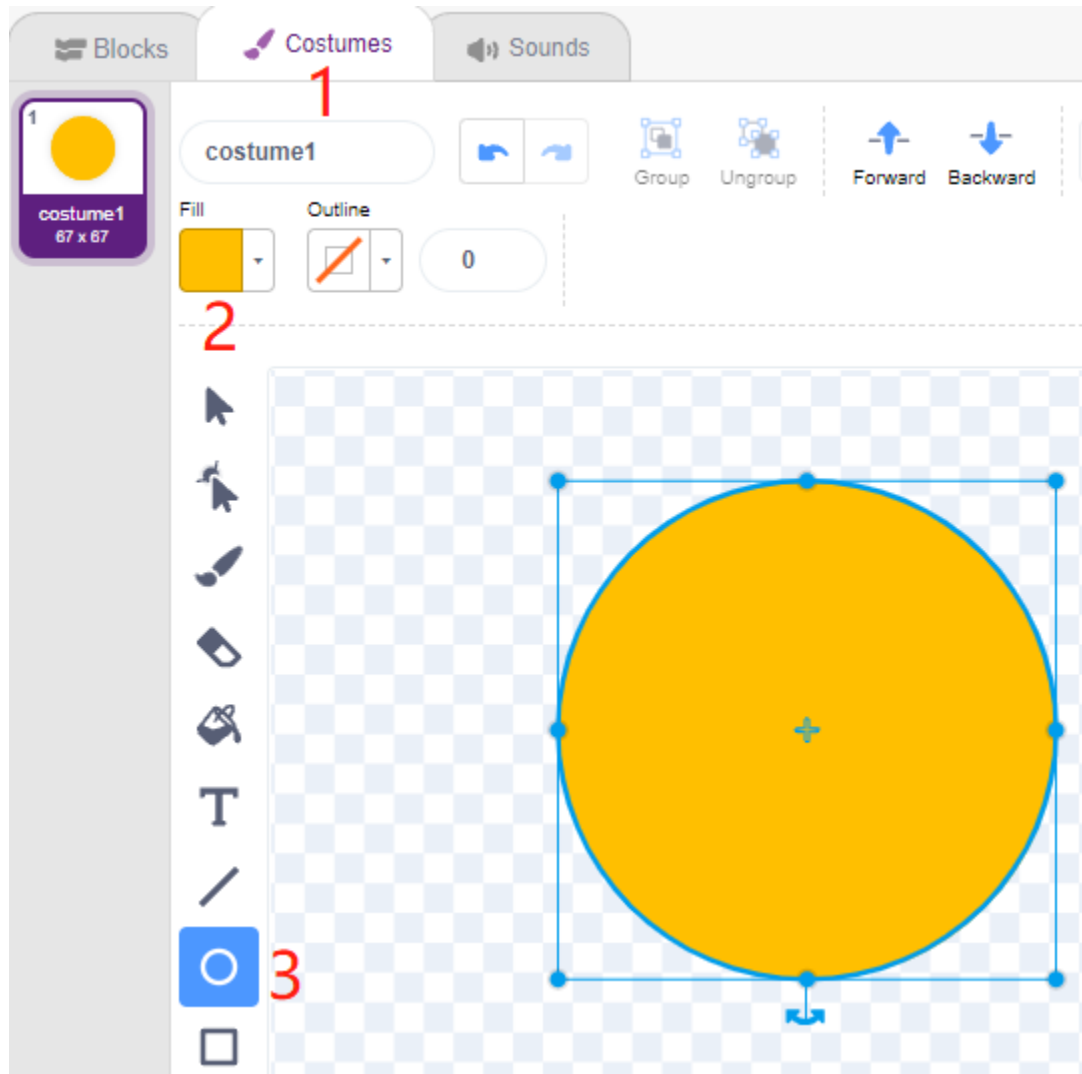 Blocks
Costumes
Sounds
1
1
costume1
Group
Ungroup
Forward
Backward
costume1
67 x 67
Fill
Outline
0
2
T
3